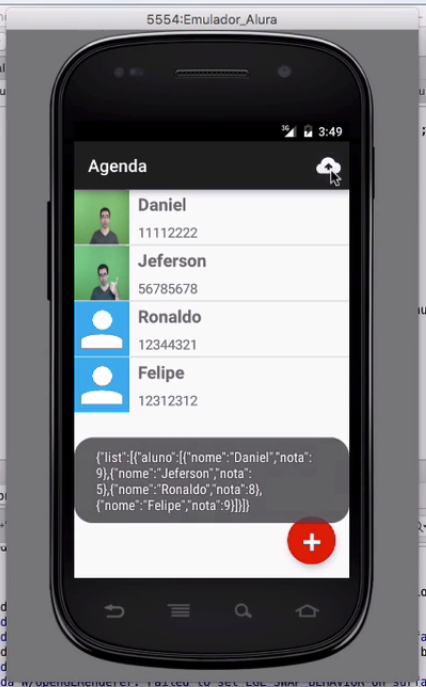 5554:Emulador_Alura
3G 3:49
Agenda
Daniel
11112222
Jeferson
56785678
Ronaldo
12344321
Felipe
12312312
{"list":[{"aluno":[{"nome":"Daniel","nota":
9},{"nome":"Jeferson","nota":
5},{"nome":"Ronaldo","nota":8},
{"nome":"Felipe","nota":9}]}]}
+